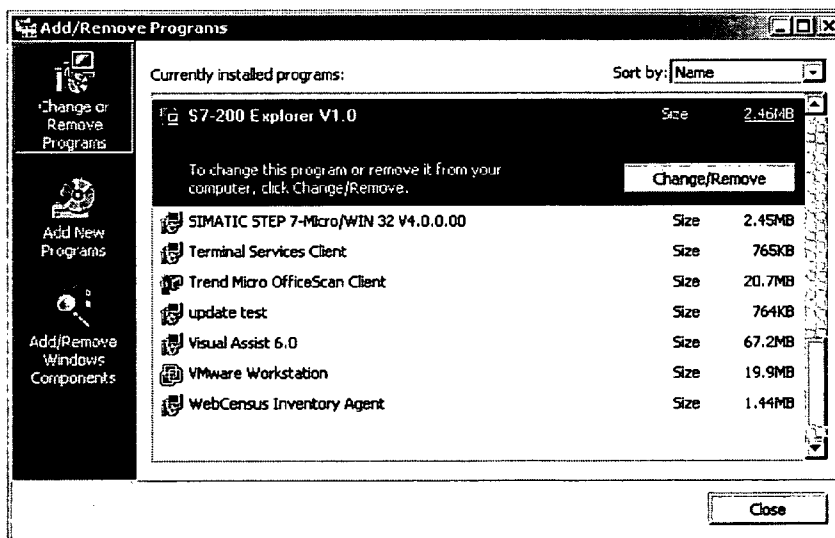 Add/Remove Programs
Change or
Remove
Programs
Add New
Programs
Add/Remove
Windows
Components
Currently installed programs:
Sort by: Name
S7-200 Explorer V1.0 Size 2.46MB
To change this program or remove it from your
computer, click Change/Remove.
Change/Remove
SIMATIC STEP 7-Micro/WIN 32 V4.0.0.00 Size 2.45MB
Terminal Services Client Size 765KB
Trend Micro OfficeScan Client Size 20.7MB
update test Size 764KB
Visual Assist 6.0 Size 67.2MB
VMware Workstation Size 19.9MB
WebCensus Inventory Agent Size 1.44MB
Close